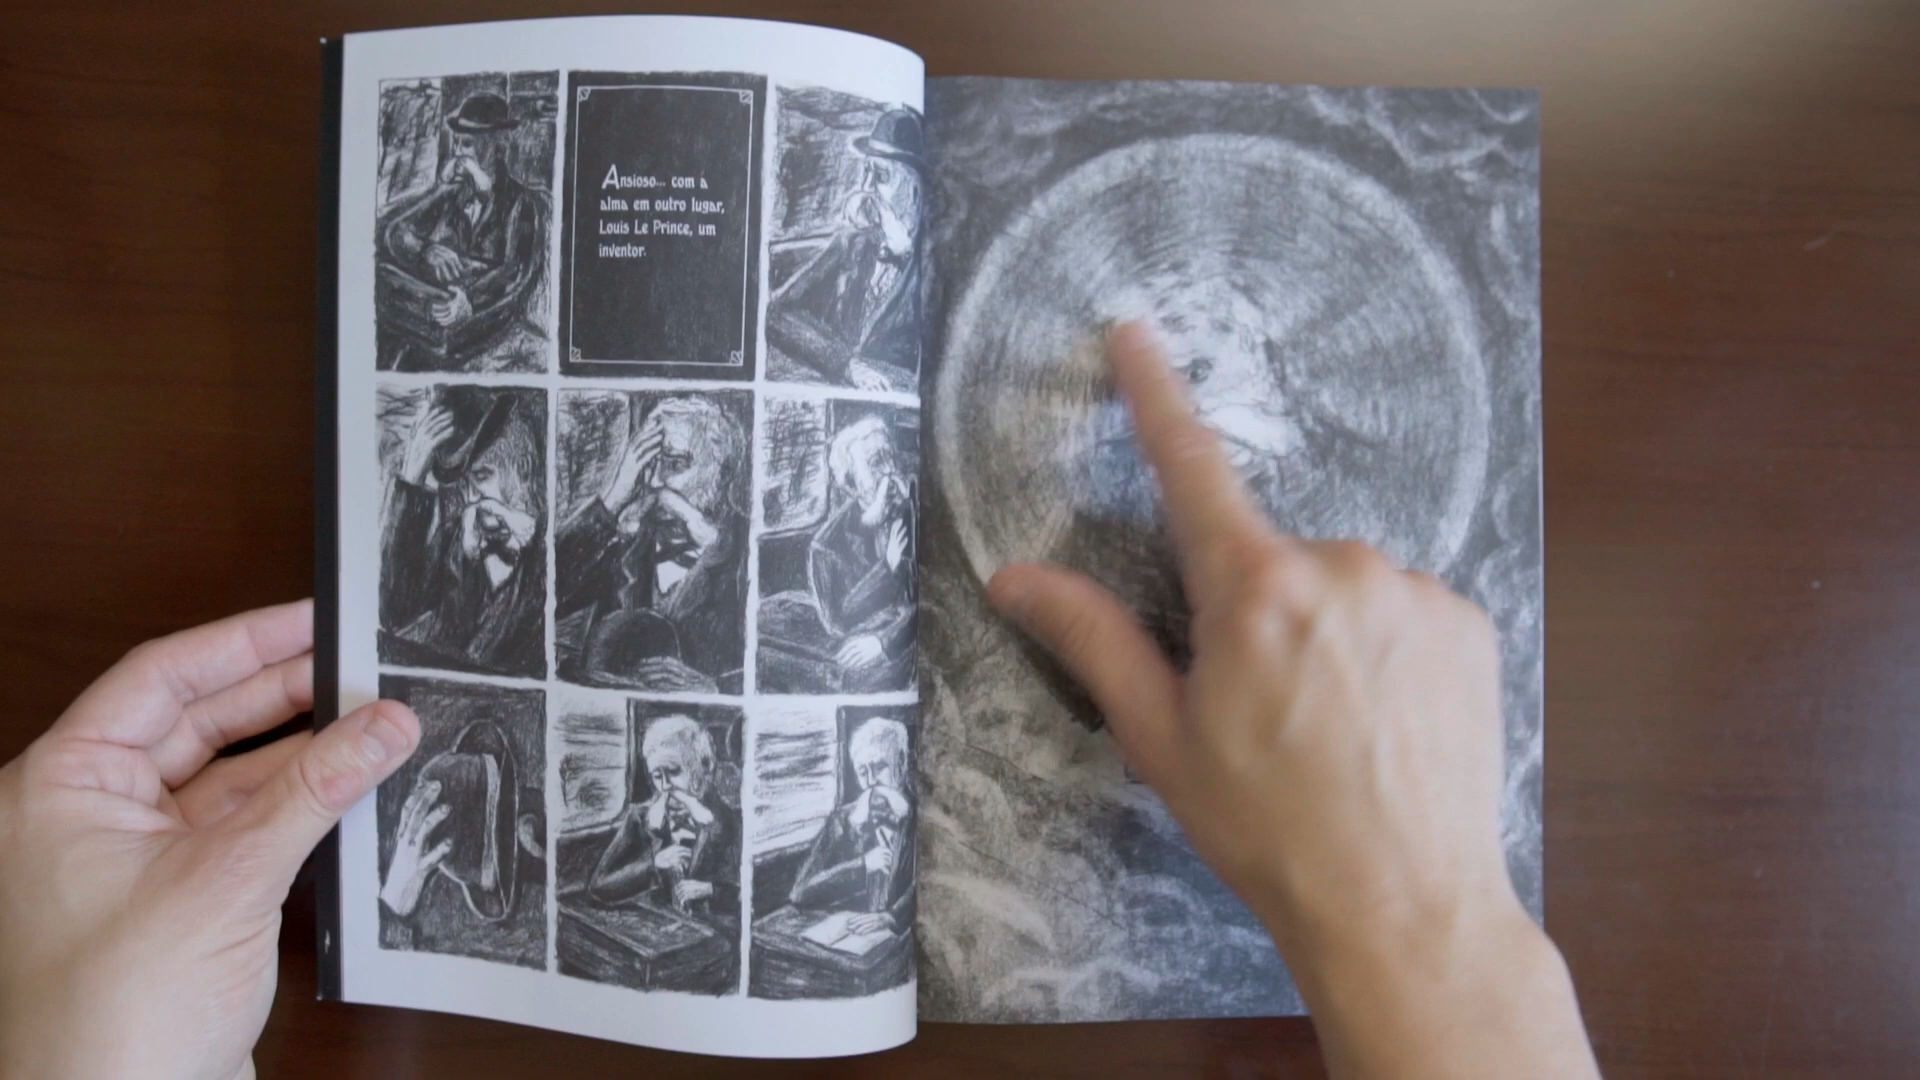 Ansioso... com a
alma em outro lugar,
Louis Le Prince, um
inventor.